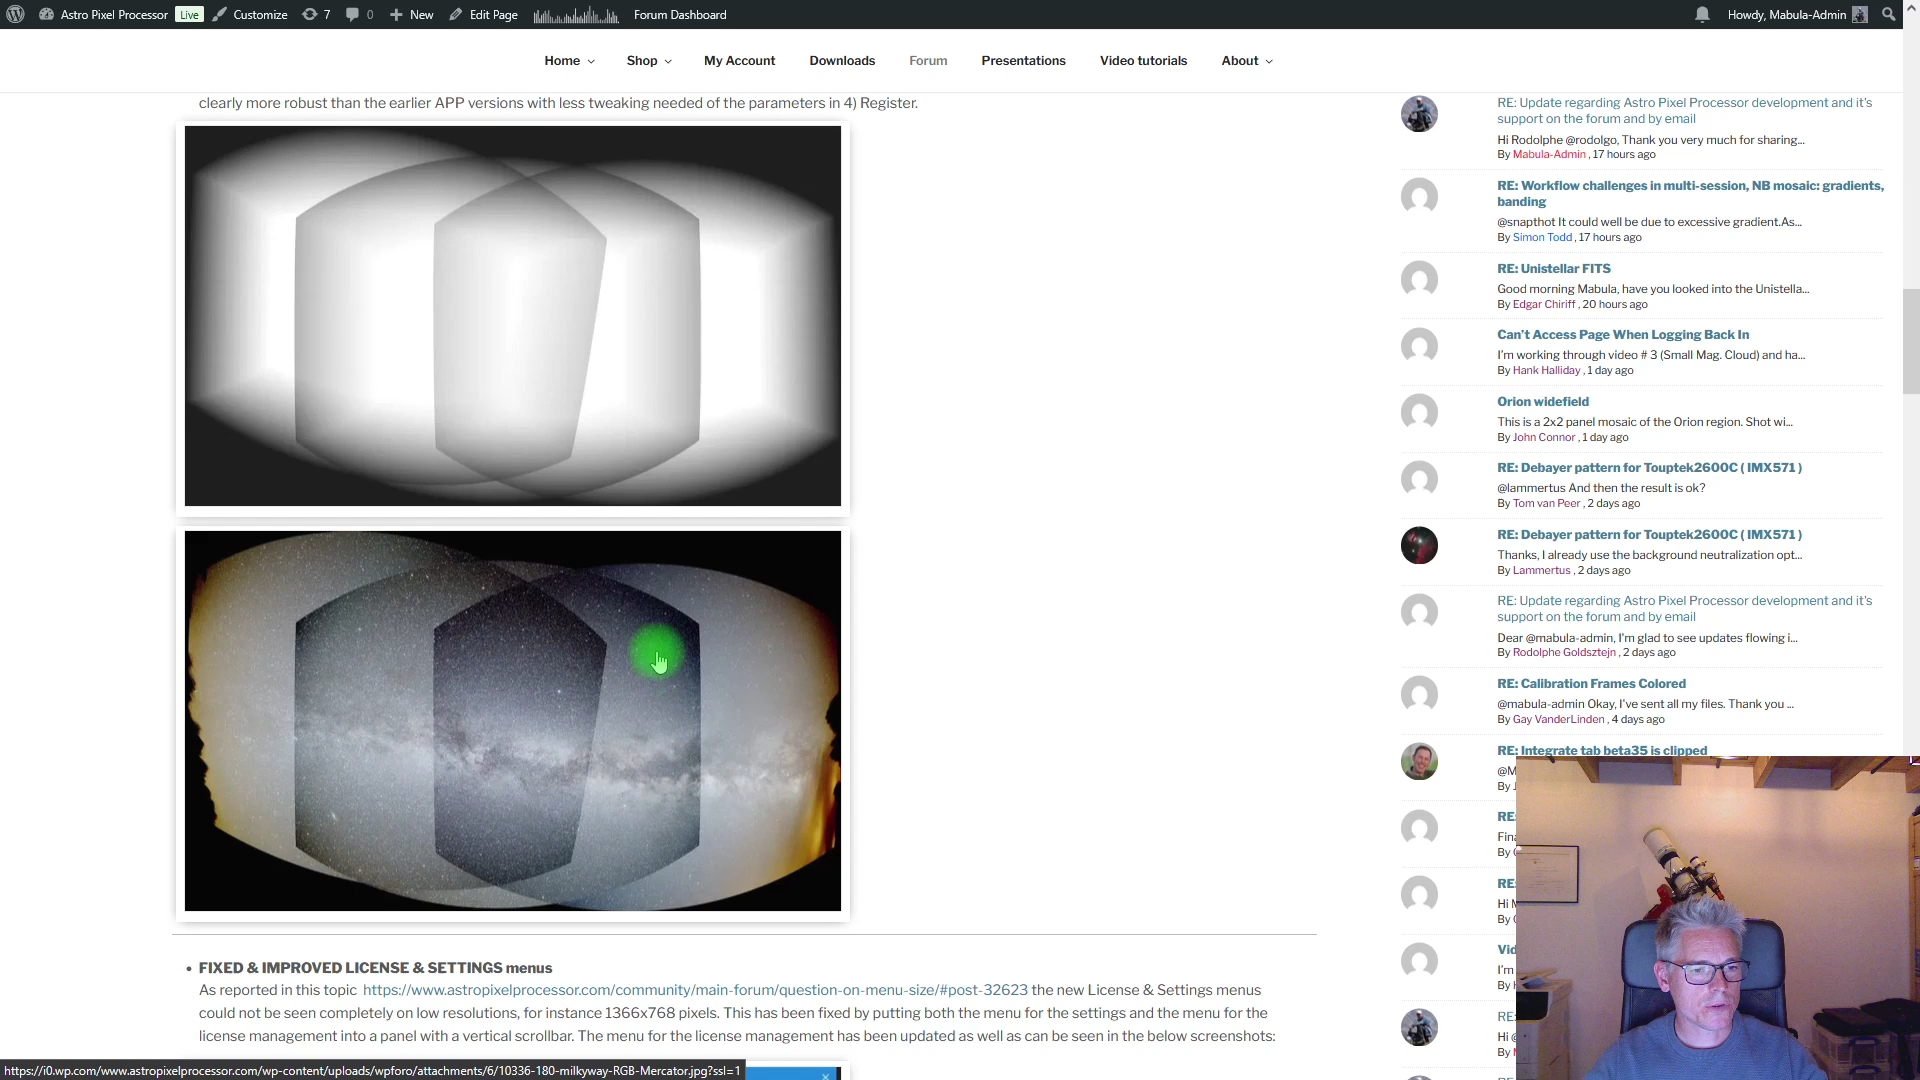 Astro Pixel Processor Live Customize 7 0 New Edit Page Forum Dashboard Howdy, Mabula-Admin
Home Shop My Account Downloads Forum Presentations Video tutorials About
clearly more robust than the earlier APP versions with less tweaking needed of the parameters in 4) Register.
FIXED & IMPROVED LICENSE & SETTINGS menus
As reported in this topic https://www.astropixelprocessor.com/community/main-forum/question-on-menu-size/#post-32623 the new License & Settings menus
could not be seen completely on low resolutions, for instance 1366x768 pixels. This has been fixed by putting both the menu for the settings and the menu for the
license management into a panel with a vertical scrollbar. The menu for the license management has been updated as well as can be seen in the below screenshots:
https://i0.wp.com/www.astropixelprocessor.com/wp-content/uploads/wpforo/attachments/6/10336-180-milkyway-RGB-Mercator.jpg?ssl=1
RE: Update regarding Astro Pixel Processor development and it's
support on the forum and by email
Hi Rodolphe @rodolgo, Thank you very much for sharing...
By Mabula-Admin , 17 hours ago
RE: Workflow challenges in multi-session, NB mosaic: gradients,
banding
@snapthot It could well be due to excessive gradient.As...
By Simon Todd , 17 hours ago
RE: Unistellar FITS
Good morning Mabula, have you looked into the Unistella...
By Edgar Chiriff , 20 hours ago
Can't Access Page When Logging Back In
I'm working through video # 3 (Small Mag. Cloud) and ha...
By Hank Halliday , 1 day ago
Orion widefield
This is a 2x2 panel mosaic of the Orion region. Shot wi...
By John Connor , 1 day ago
RE: Debayer pattern for Touptek2600C ( IMX571 )
@lammertus And then the result is ok?
By Tom van Peer , 2 days ago
RE: Debayer pattern for Touptek2600C ( IMX571 )
Thanks, I already use the background neutralization opt...
By Lammertus , 2 days ago
RE: Update regarding Astro Pixel Processor development and it's
support on the forum and by email
Dear @mabula-admin, I'm glad to see updates flowing i...
By Rodolphe Goldsztejn , 2 days ago
RE: Calibration Frames Colored
@mabula-admin Okay, I've sent all my files. Thank you ...
By Gay VanderLinden , 4 days ago
RE: Integrate tab beta35 is clipped
@M
By J
RE:
Fin
By
RE:
Hi M
By
Vid
I'm
By
RE:
Hi @
By M